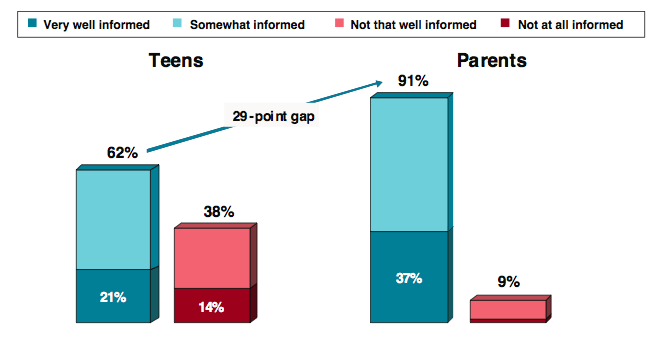 Very well informed Somewhat informed Not that well informed Not at all informed
Teens Parents
91%
29-point gap
62%
38%
37% 9%
21% 14%